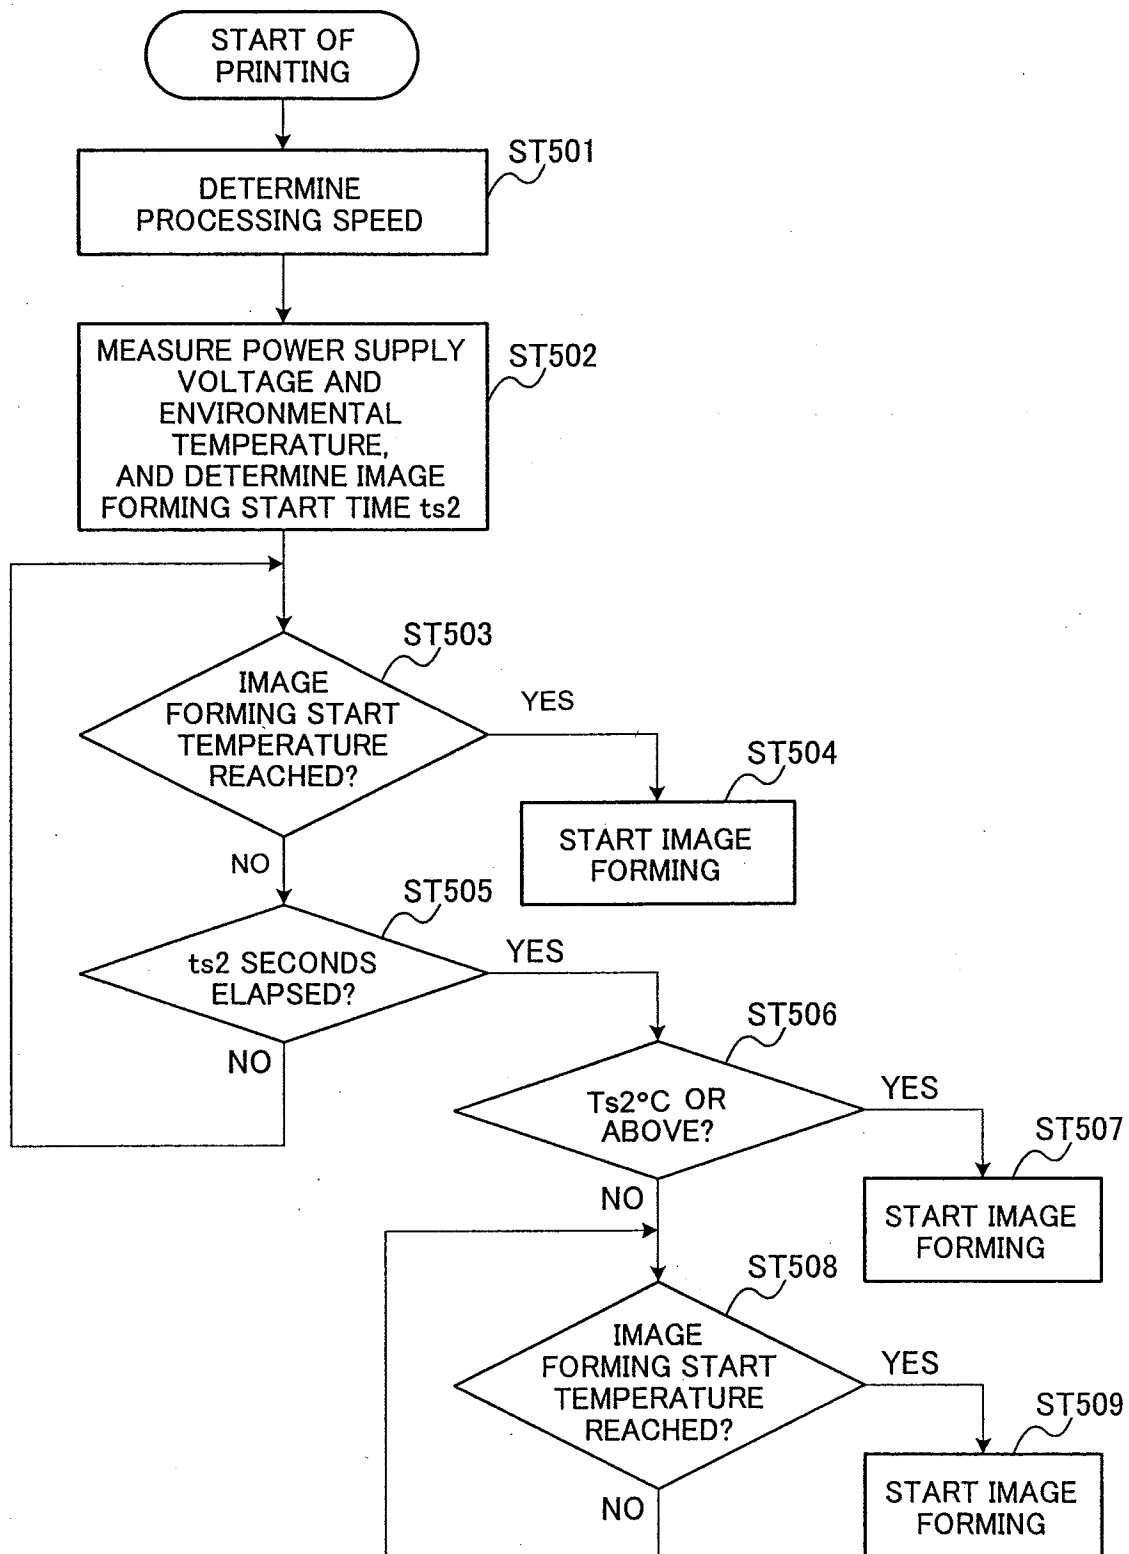 START OF
PRINTING
ST501
DETERMINE
PROCESSING SPEED
ST502
MEASURE POWER SUPPLY
VOLTAGE AND
ENVIRONMENTAL
TEMPERATURE,
AND DETERMINE IMAGE
FORMING START TIME ts2
ST503
IMAGE
FORMING START
TEMPERATURE
REACHED?
YES
ST504
START IMAGE
FORMING
NO
ST505
ts2 SECONDS
ELAPSED?
YES
NO
ST506
Ts2°C OR
ABOVE?
YES
ST507
START IMAGE
FORMING
NO
ST508
IMAGE
FORMING START
TEMPERATURE
REACHED?
YES
ST509
START IMAGE
FORMING
NO